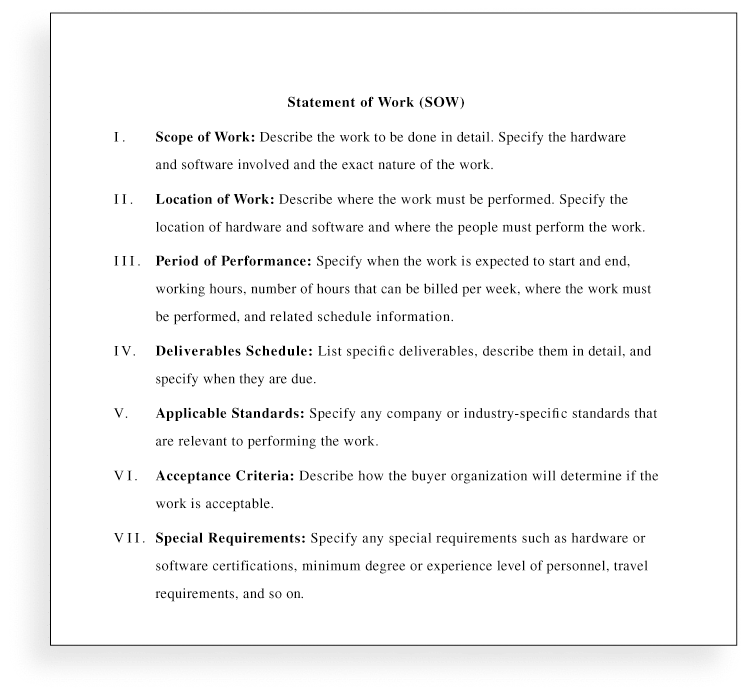 Statement of Work (SOW)
I. Scope of Work: Describe the work to be done in detail. Specify the hardware
and software involved and the exact nature of the work.
II. Location of Work: Describe where the work must be performed. Specify the
location of hardware and software and where the people must perform the work.
III. Period of Performance: Specify when the work is expected to start and end,
working hours, number of hours that can be billed per week, where the work must
be performed, and related schedule information.
IV. Deliverables Schedule: List specific deliverables, describe them in detail, and
specify when they are due.
V. Applicable Standards: Specify any company or industry-specific standards that
are relevant to performing the work.
VI. Acceptance Criteria: Describe how the buyer organization will determine if the
work is acceptable.
VII. Special Requirements: Specify any special requirements such as hardware or
software certifications, minimum degree or experience level of personnel, travel
requirements, and so on.